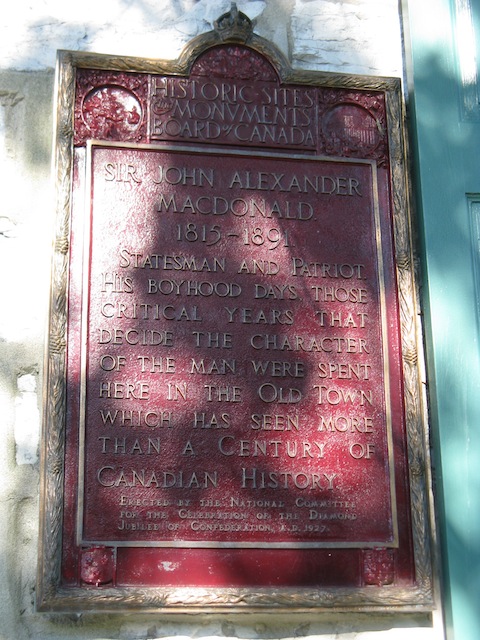 HISTORIC SITES
AND MONUMENTS
BOARD OF CANADA
SIR JOHN ALEXANDER
MACDONALD.
1815–1891.
STATESMAN AND PATRIOT
HIS BOYHOOD DAYS, THOSE
CRITICAL YEARS THAT
DECIDE THE CHARACTER
OF THE MAN, WERE SPENT
HERE IN THE OLD TOWN
WHICH HAS SEEN MORE
THAN A CENTURY OF
CANADIAN HISTORY.
ERECTED BY THE NATIONAL COMMITTEE
FOR THE CELEBRATION OF THE DIAMOND
JUBILEE OF CONFEDERATION, A.D. 1927.